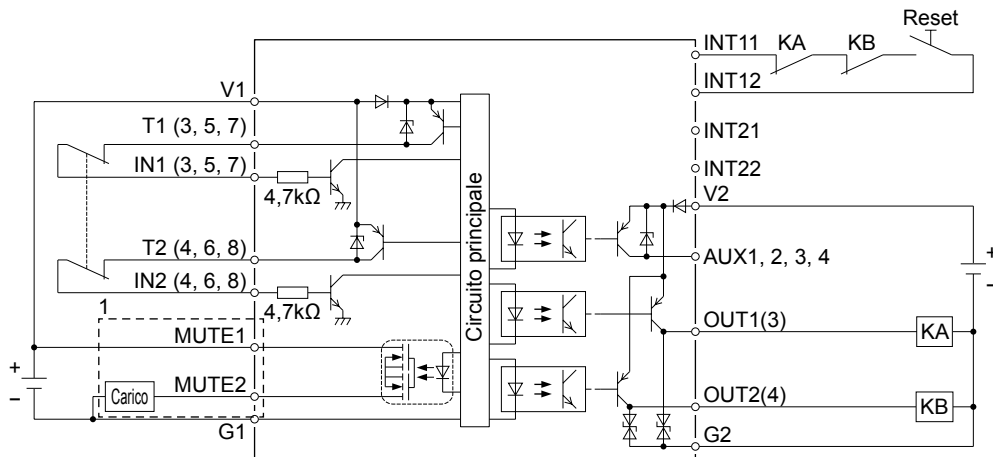 Reset
INT11
KA
KB
INT12
V1
T1 (3, 5, 7)
INT21
IN1 (3, 5, 7)
INT22
4,7kΩ
V2
Circuito principale
+
−
T2 (4, 6, 8)
AUX1, 2, 3, 4
IN2 (4, 6, 8)
1
4,7kΩ
OUT1(3)
KA
MUTE1
+
−
MUTE2
Carico
OUT2(4)
KB
G1
G2